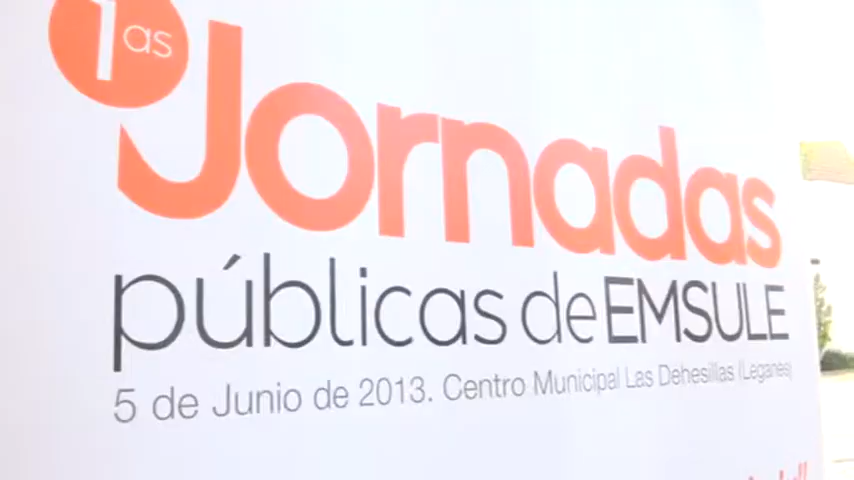 1as
Jornadas
públicas de EMSULE
5 de Junio de 2013. Centro Municipal Las Dehesillas (Leganés)